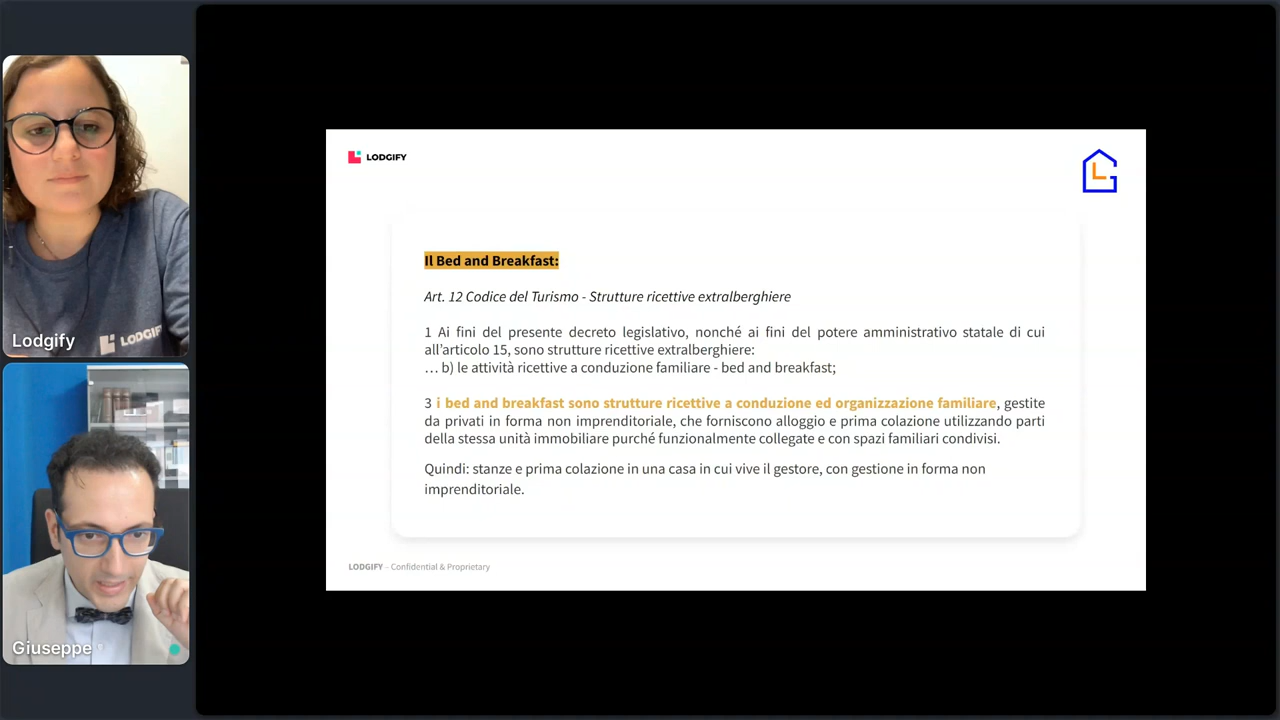 Lodgify
LODGIFY
Giuseppe
LODGIFY
Il Bed and Breakfast:
Art. 12 Codice del Turismo - Strutture ricettive extralberghiere
1 Ai fini del presente decreto legislativo, nonché ai fini del potere amministrativo statale di cui
all’articolo 15, sono strutture ricettive extralberghiere:
… b) le attività ricettive a conduzione familiare - bed and breakfast;
3 i bed and breakfast sono strutture ricettive a conduzione ed organizzazione familiare, gestite
da privati in forma non imprenditoriale, che forniscono alloggio e prima colazione utilizzando parti
della stessa unità immobiliare purché funzionalmente collegate e con spazi familiari condivisi.
Quindi: stanze e prima colazione in una casa in cui vive il gestore, con gestione in forma non
imprenditoriale.
LODGIFY – Confidential & Proprietary